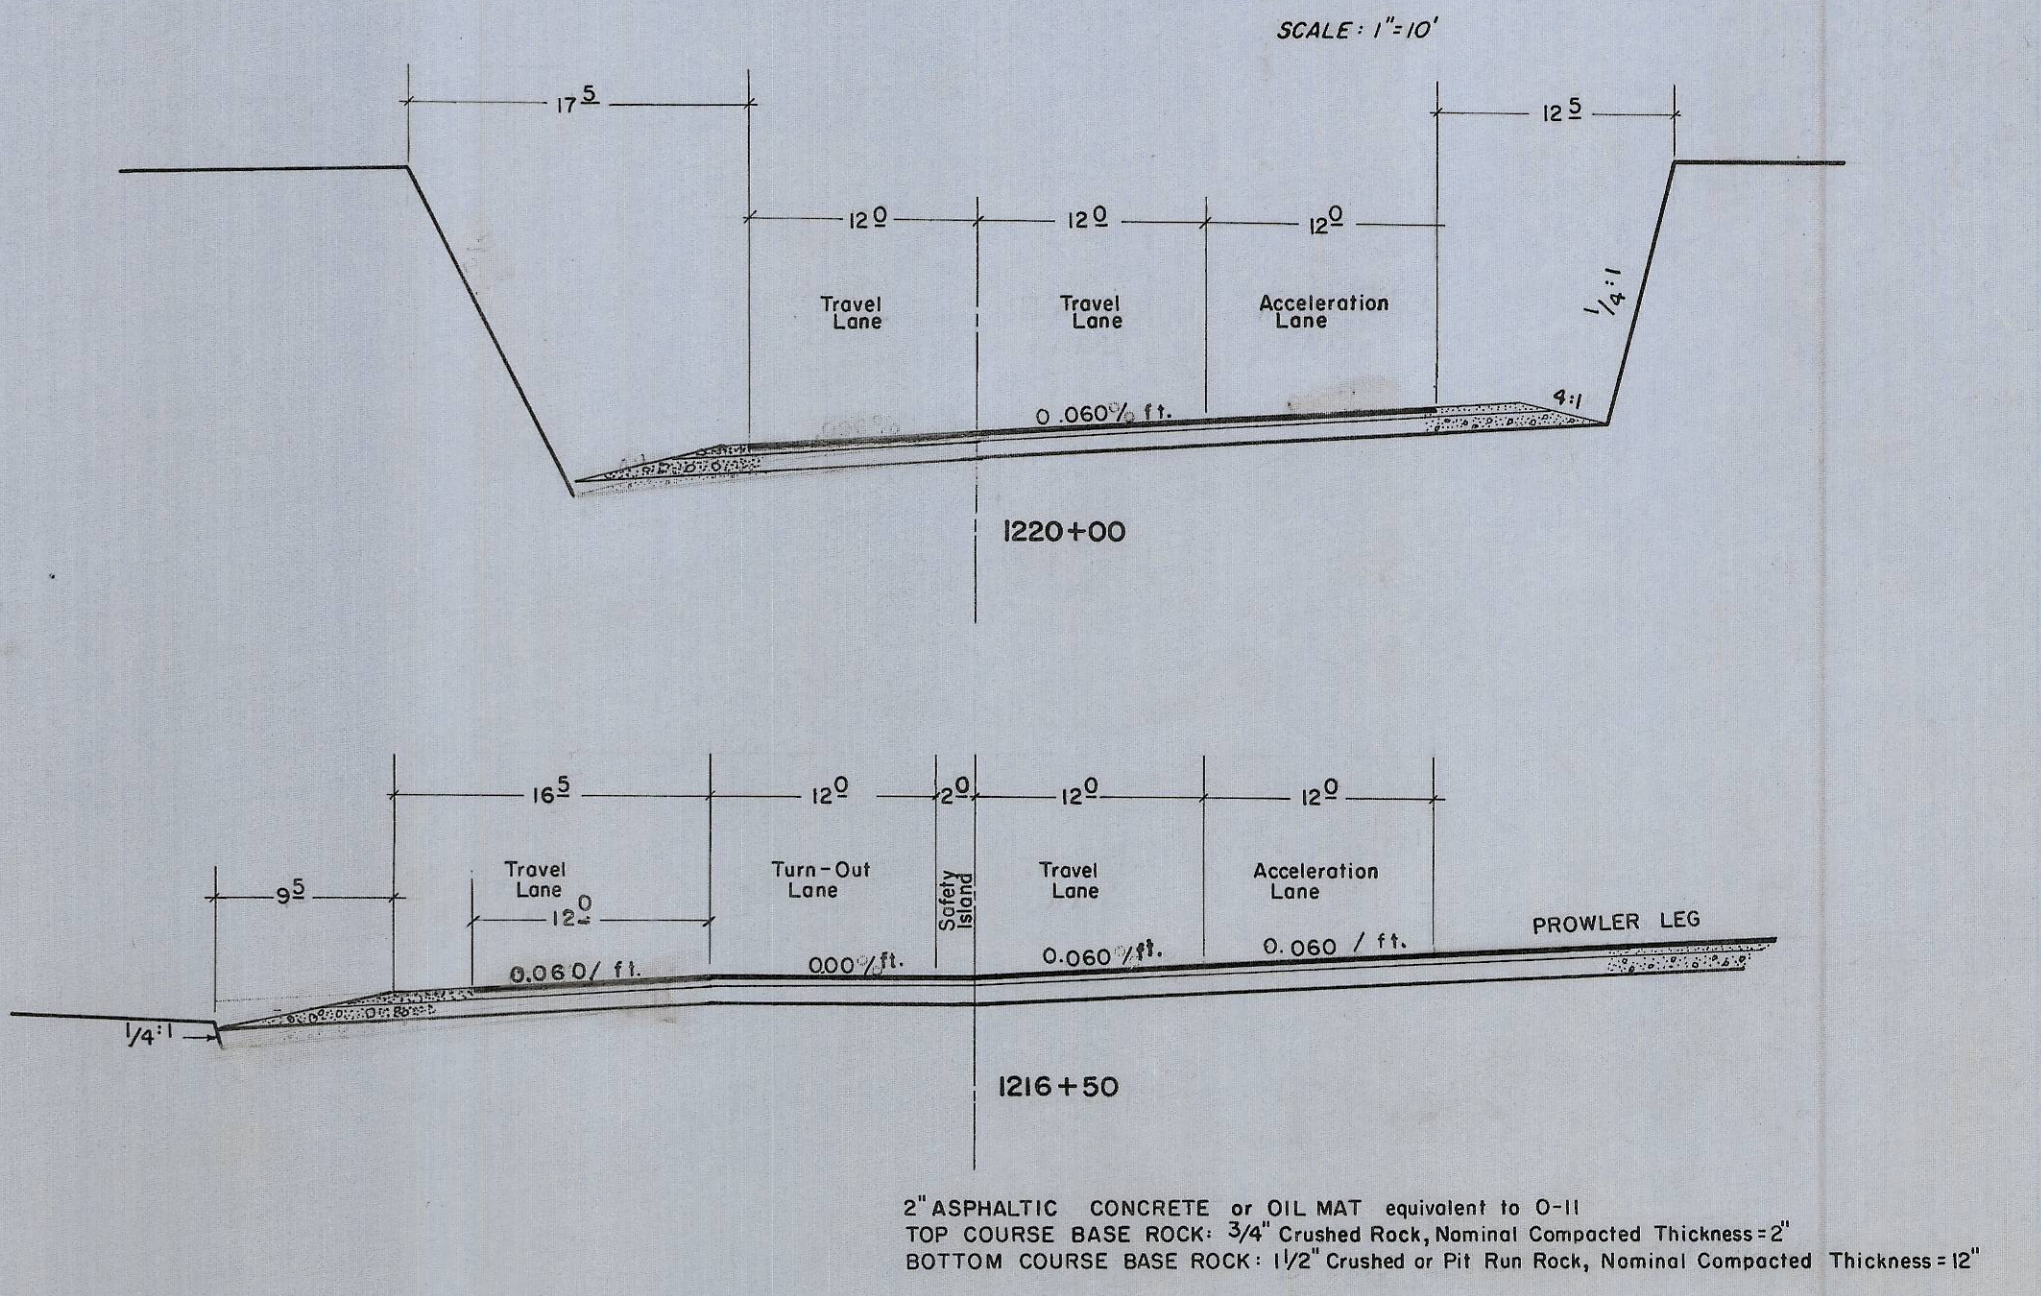 SCALE: 1"=10'
17 5
12 5
12 0
12 0
12 0
Travel
Lane
Travel
Lane
Acceleration
Lane
1/4:1
0.060%ft.
4:1
1220+00
16 5
12 0
2 0
12 0
12 0
9 5
Travel
Lane
12 0
Turn-Out
Lane
Safety
Island
Travel
Lane
Acceleration
Lane
PROWLER LEG
0.060/ ft.
000%ft.
0.060 /ft.
0.060 / ft.
1/4:1
1216+50
2" ASPHALTIC CONCRETE or OIL MAT equivalent to O-11
TOP COURSE BASE ROCK: 3/4" Crushed Rock, Nominal Compacted Thickness=2"
BOTTOM COURSE BASE ROCK: 1 1/2" Crushed or Pit Run Rock, Nominal Compacted Thickness=12"